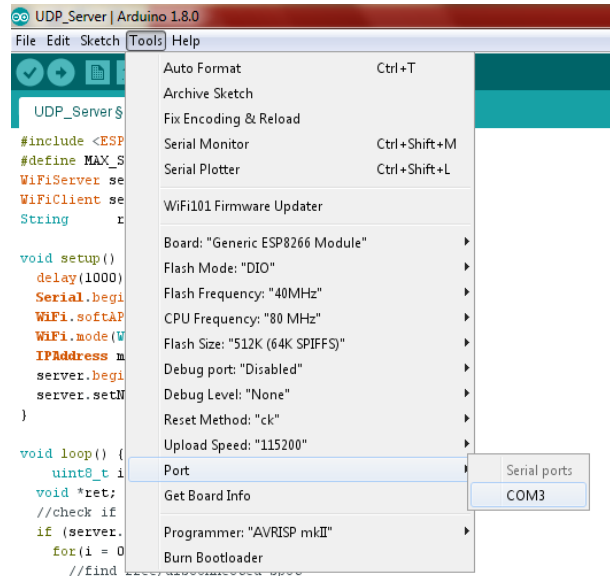 UDP_Server | Arduino 1.8.0
File Edit Sketch Tools Help
UDP_Server §
#include <ESP
#define MAX_S
WiFiServer se
WiFiClient se
String r
void setup()
delay(1000)
Serial.begi
WiFi.softAP
WiFi.mode(W
IPAddress m
server.begi
server.setN
}
void loop() {
uint8_t i
void *ret;
//check if
if (server.
for(i = 0
//find free/disconnected spot
Auto Format Ctrl+T
Archive Sketch
Fix Encoding & Reload
Serial Monitor Ctrl+Shift+M
Serial Plotter Ctrl+Shift+L
WiFi101 Firmware Updater
Board: "Generic ESP8266 Module"
Flash Mode: "DIO"
Flash Frequency: "40MHz"
CPU Frequency: "80 MHz"
Flash Size: "512K (64K SPIFFS)"
Debug port: "Disabled"
Debug Level: "None"
Reset Method: "ck"
Upload Speed: "115200"
Port
Get Board Info
Programmer: "AVRISP mkII"
Burn Bootloader
Serial ports
COM3